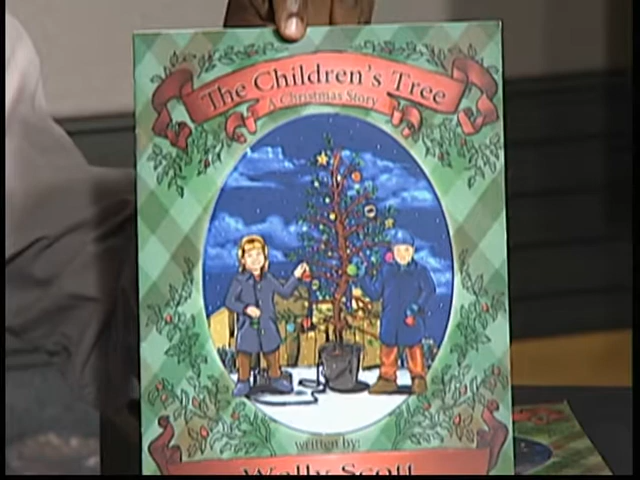 The Children's Tree
A Christmas Story
written by:
Wally Scott